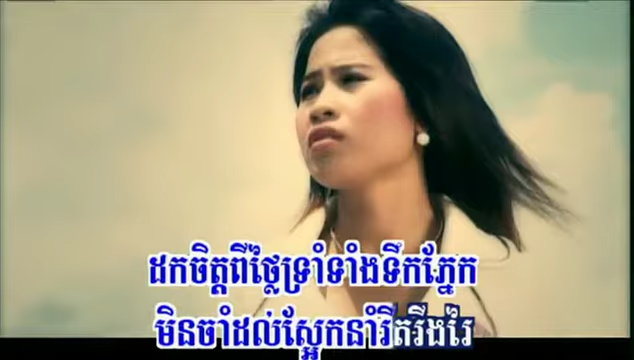 ដកចិត្តពីថ្លៃទ្រាំទាំងទឹកភ្នែក
មិនចាំដល់ស្អែកនាំរឹតរឹងរៃ